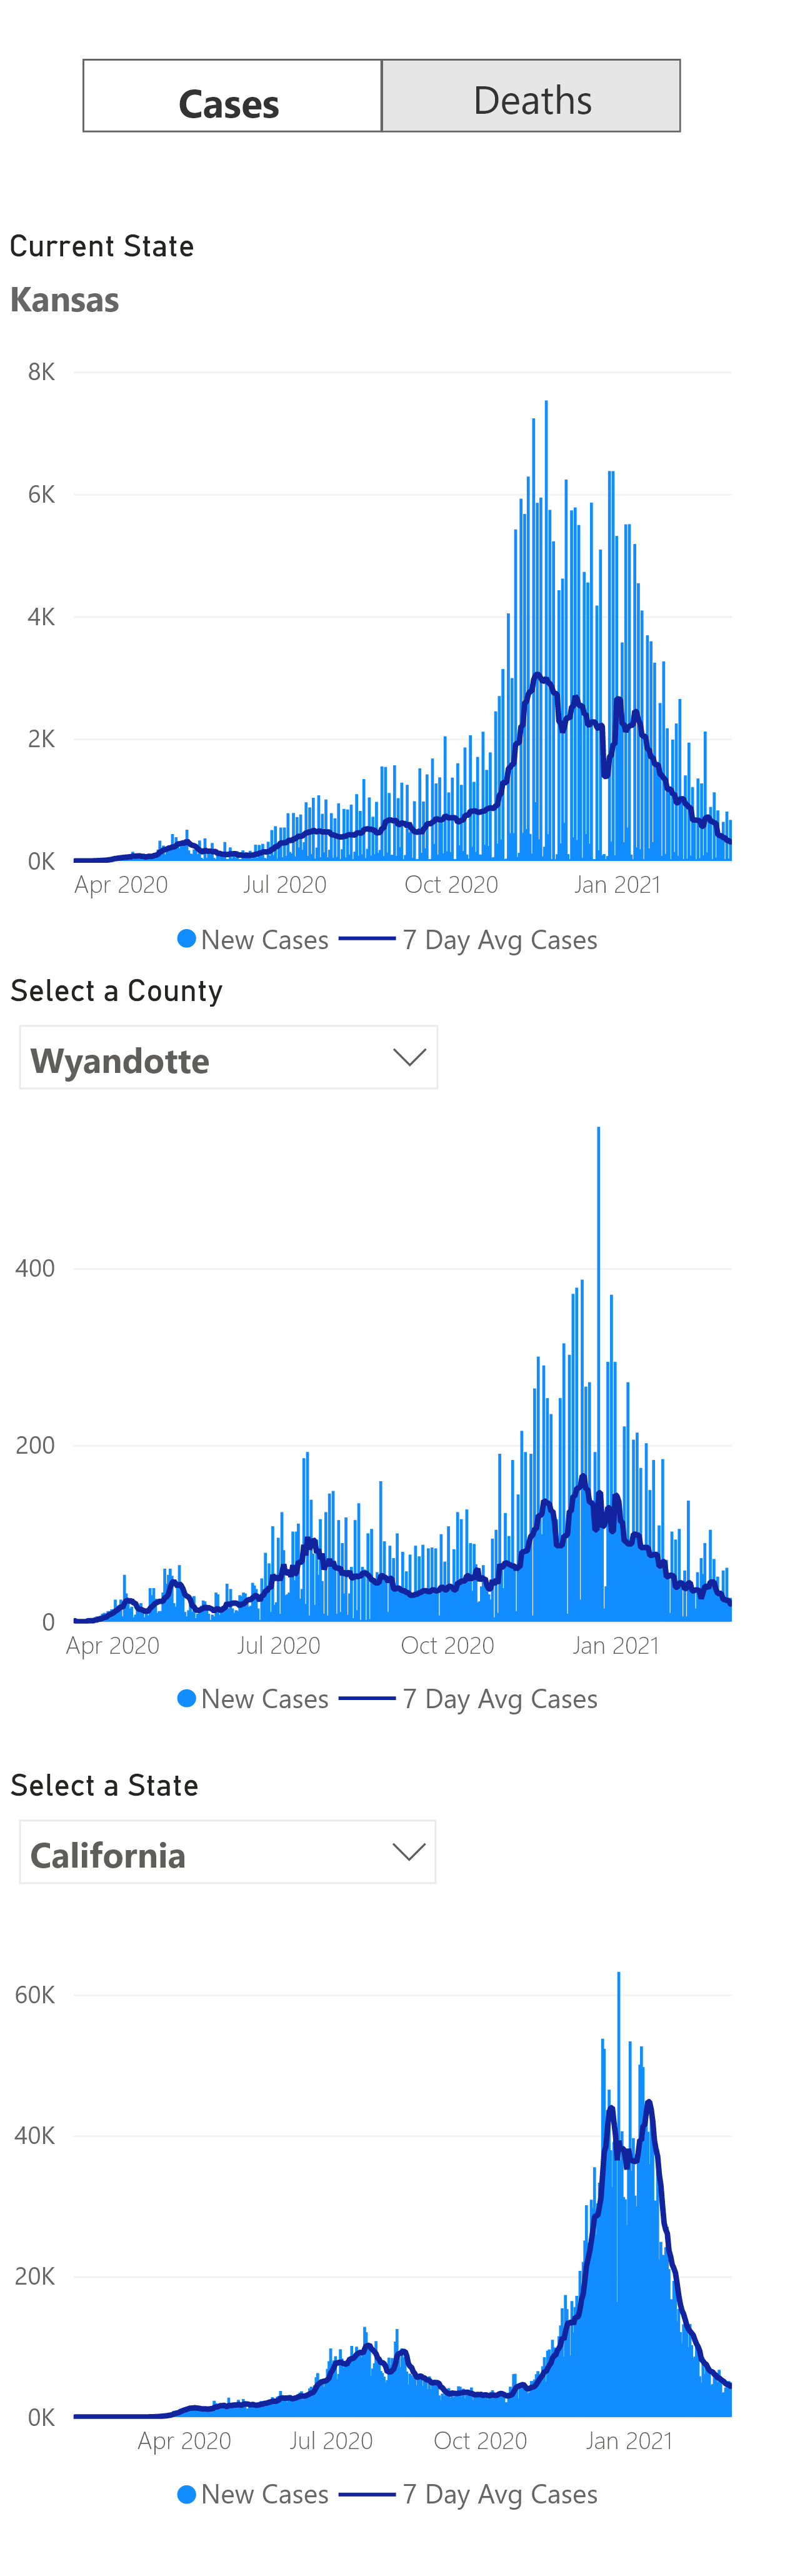 Cases Deaths
Current State
Kansas
8K
6K
4K
2K
0K
Apr 2020 Jul 2020 Oct 2020 Jan 2021
New Cases 7 Day Avg Cases
Select a County
Wyandotte
400
200
0
Apr 2020 Jul 2020 Oct 2020 Jan 2021
New Cases 7 Day Avg Cases
Select a State
California
60K
40K
20K
0K
Apr 2020 Jul 2020 Oct 2020 Jan 2021
New Cases 7 Day Avg Cases